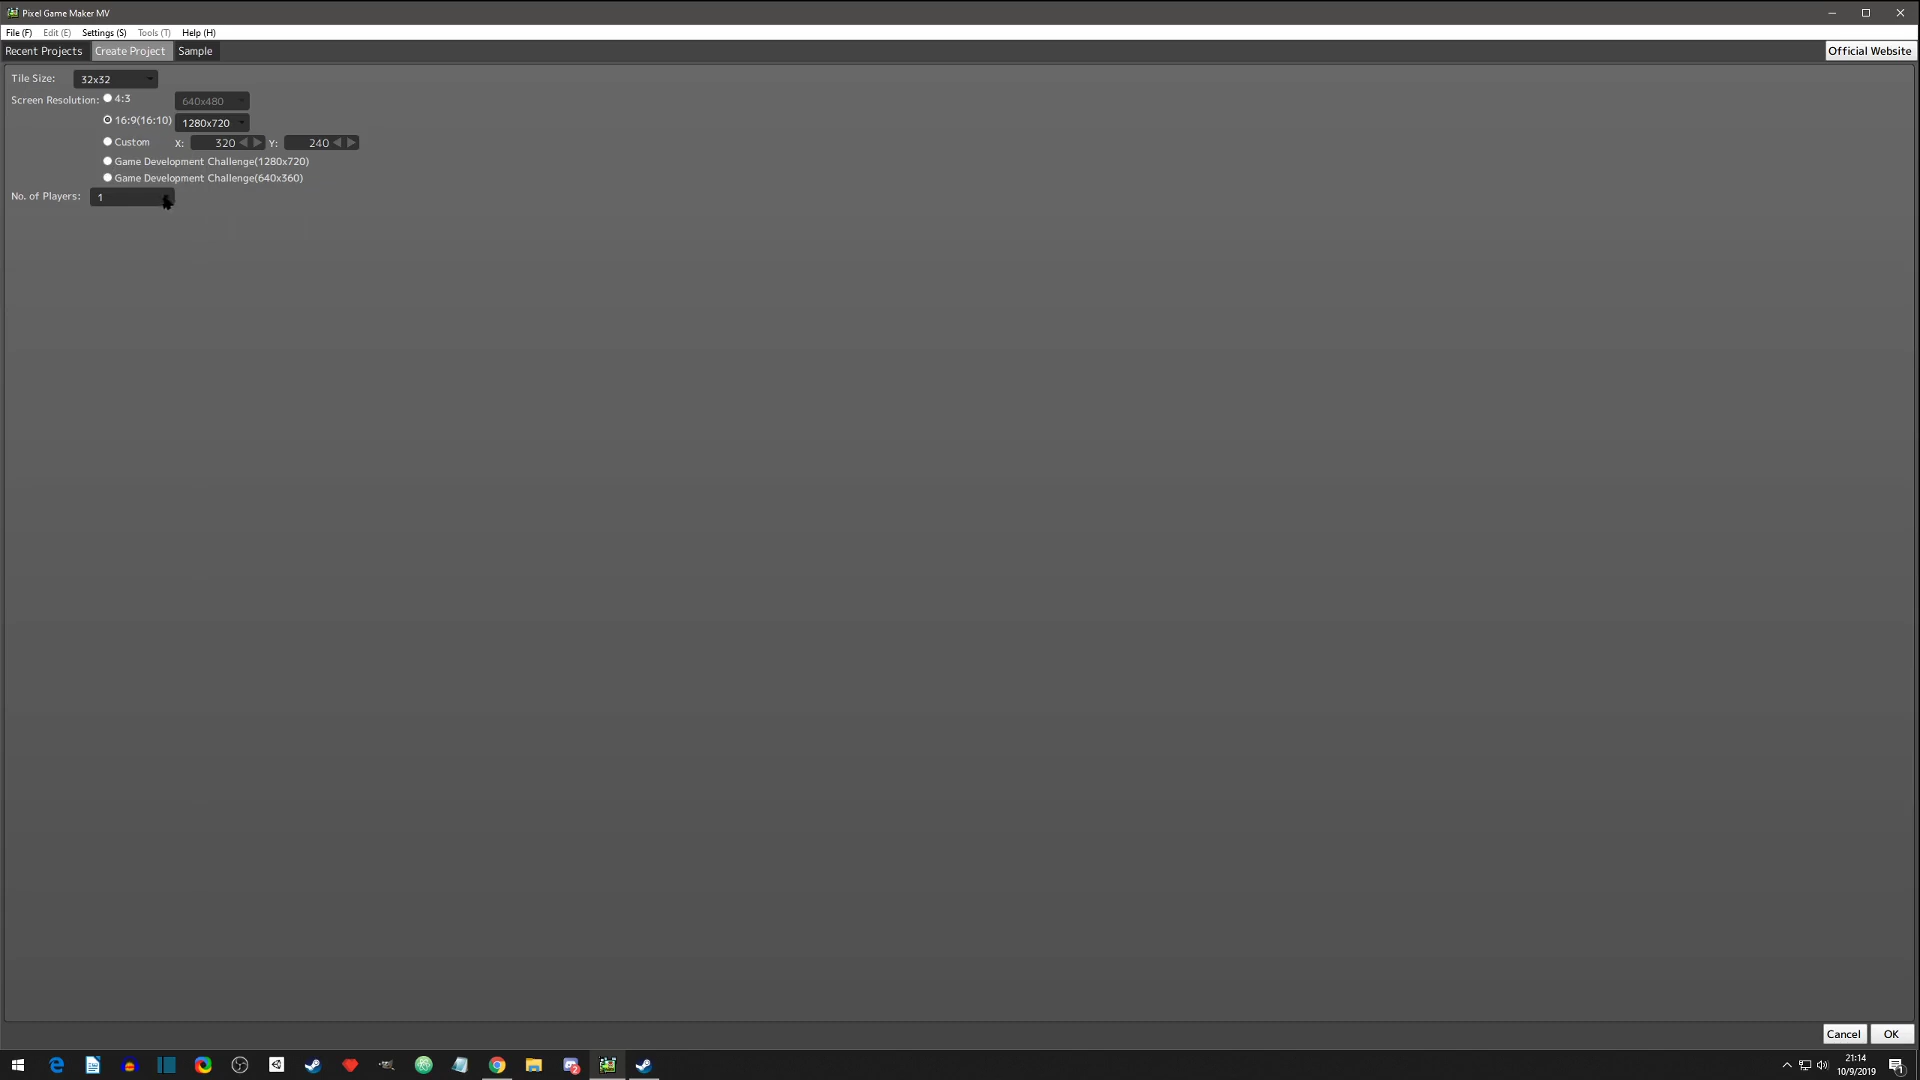 Pixel Game Maker MV
File (F) Edit (E) Settings (S) Tools (T) Help (H)
Recent Projects Create Project Sample Official Website
Tile Size: 32x32
Screen Resolution: 4:3 640x480
16:9(16:10) 1280x720
Custom X: 320 Y: 240
Game Development Challenge(1280x720)
Game Development Challenge(640x360)
No. of Players: 1
Cancel OK
21:14
10/9/2019